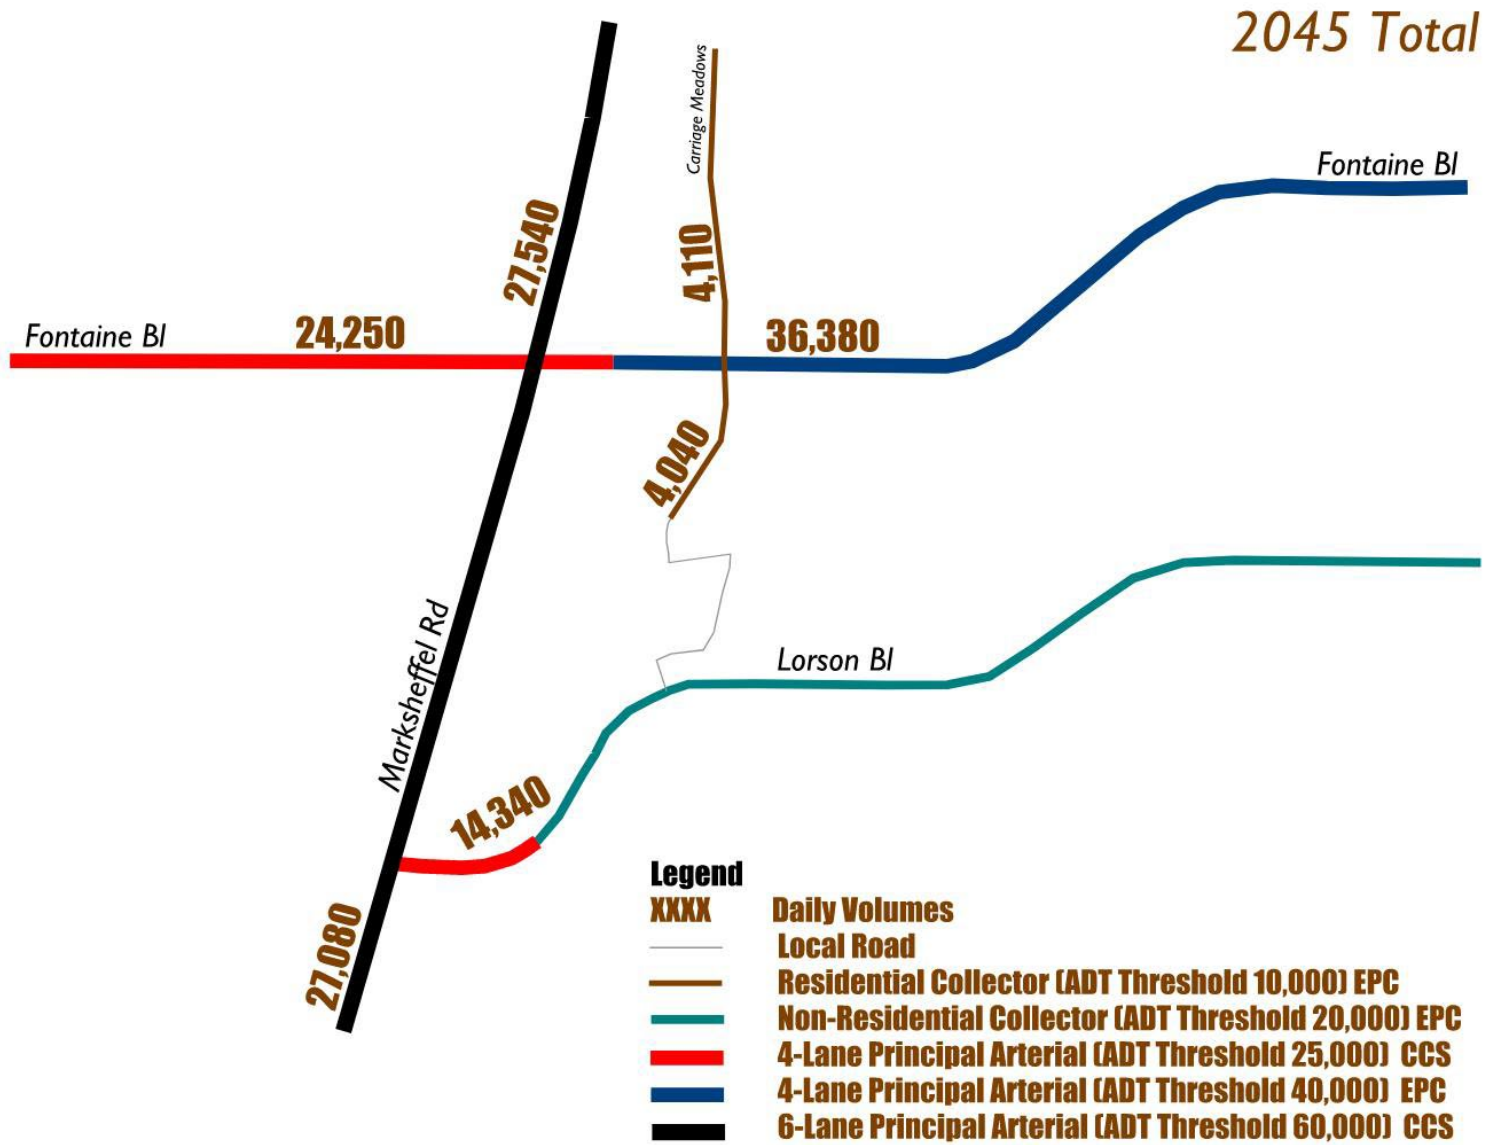 2045 Total
Carriage Meadows
Fontaine Bl
27,540
4,110
Fontaine Bl
24,250
36,380
4,040
Marksheffel Rd
Lorson Bl
14,340
27,080
Legend
XXXX Daily Volumes
Local Road
Residential Collector (ADT Threshold 10,000) EPC
Non-Residential Collector (ADT Threshold 20,000) EPC
4-Lane Principal Arterial (ADT Threshold 25,000) CCS
4-Lane Principal Arterial (ADT Threshold 40,000) EPC
6-Lane Principal Arterial (ADT Threshold 60,000) CCS